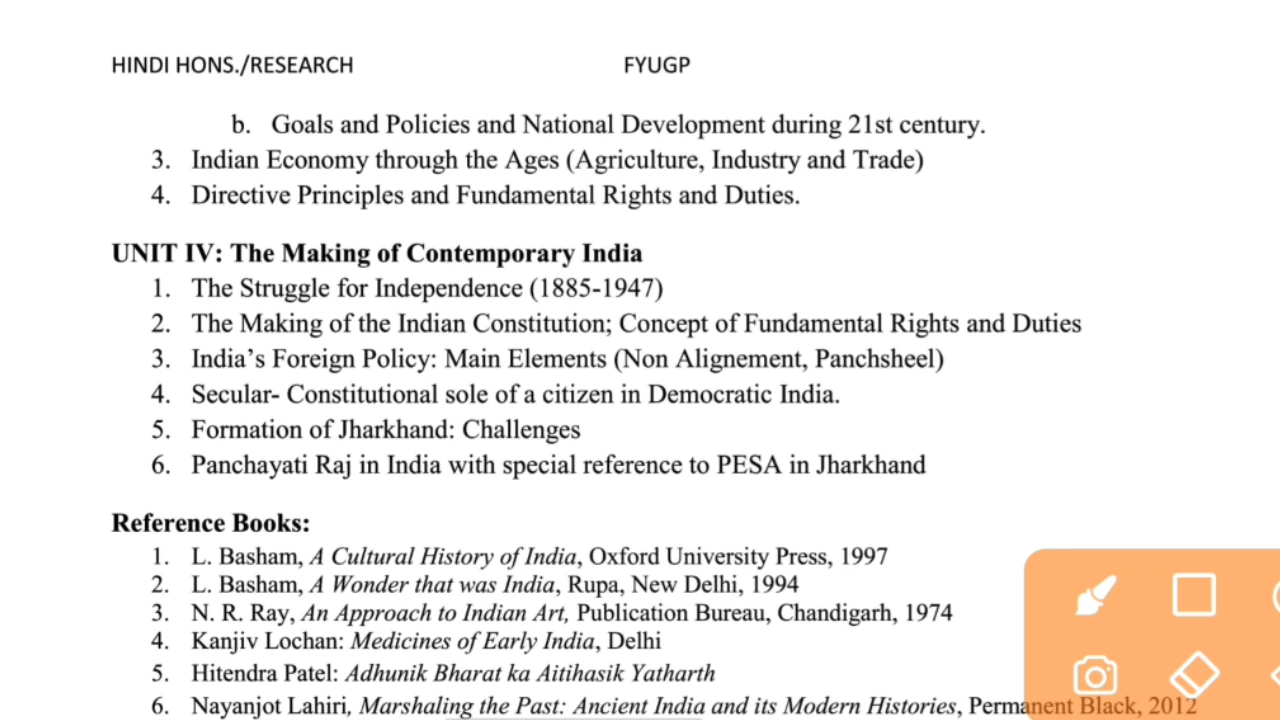 HINDI HONS./RESEARCH FYUGP
b. Goals and Policies and National Development during 21st century.
3. Indian Economy through the Ages (Agriculture, Industry and Trade)
4. Directive Principles and Fundamental Rights and Duties.
UNIT IV: The Making of Contemporary India
1. The Struggle for Independence (1885-1947)
2. The Making of the Indian Constitution; Concept of Fundamental Rights and Duties
3. India’s Foreign Policy: Main Elements (Non Alignement, Panchsheel)
4. Secular- Constitutional sole of a citizen in Democratic India.
5. Formation of Jharkhand: Challenges
6. Panchayati Raj in India with special reference to PESA in Jharkhand
Reference Books:
1. L. Basham, A Cultural History of India, Oxford University Press, 1997
2. L. Basham, A Wonder that was India, Rupa, New Delhi, 1994
3. N. R. Ray, An Approach to Indian Art, Publication Bureau, Chandigarh, 1974
4. Kanjiv Lochan: Medicines of Early India, Delhi
5. Hitendra Patel: Adhunik Bharat ka Aitihasik Yatharth
6. Nayanjot Lahiri, Marshaling the Past: Ancient India and its Modern Histories, Permanent Black, 2012